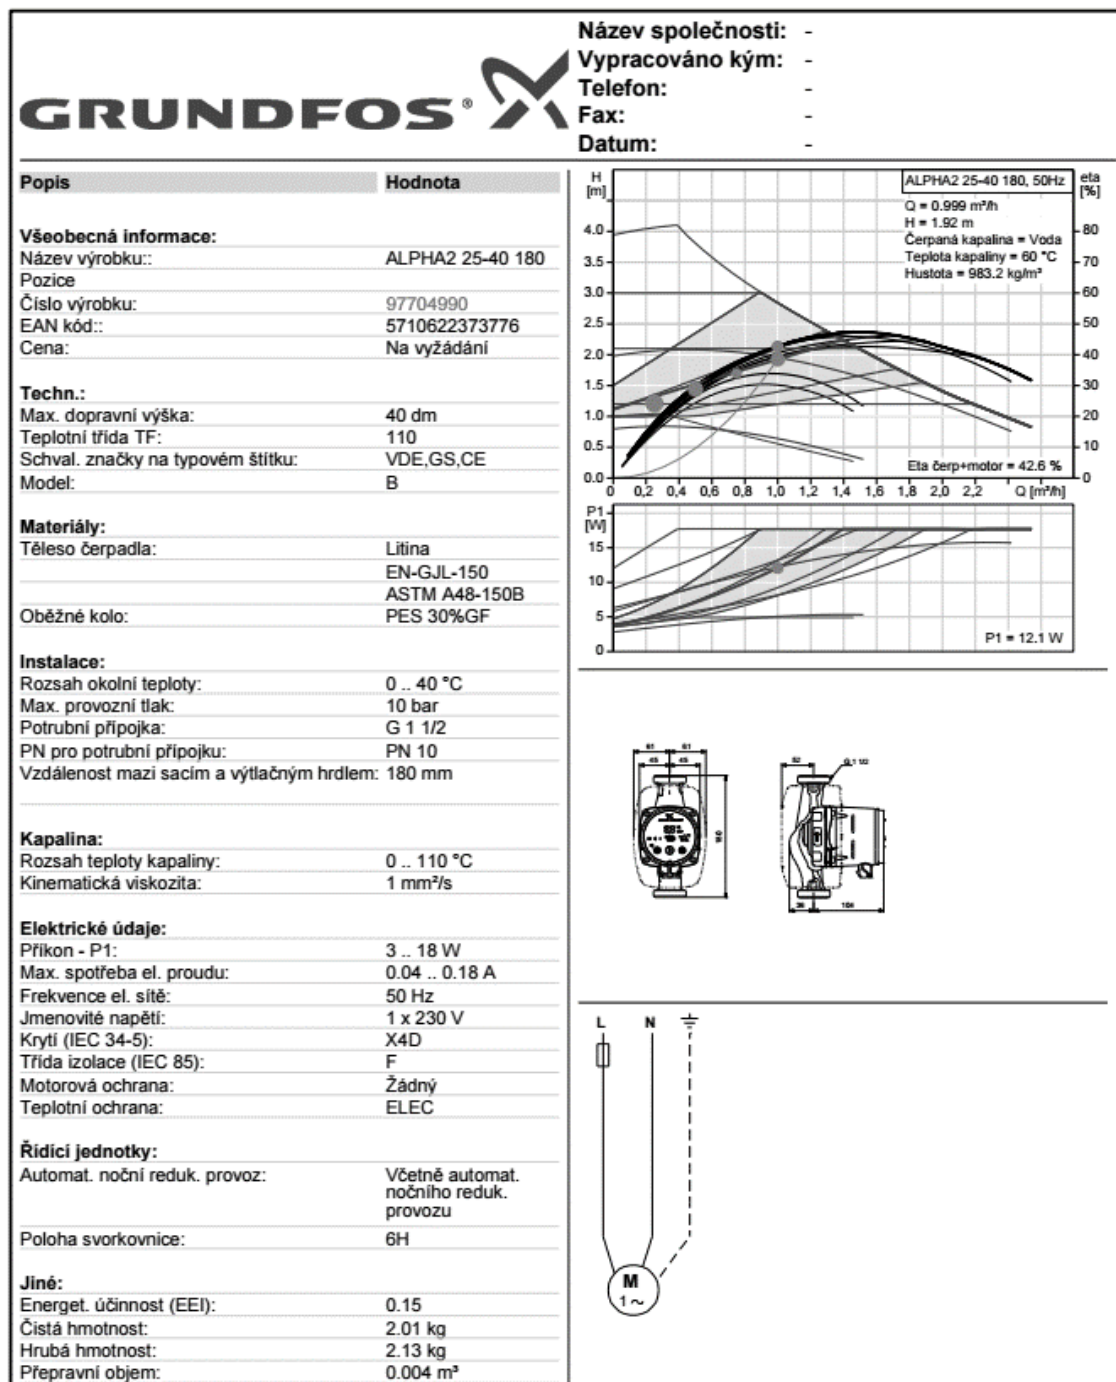 GRUNDFOS®
Název společnosti: -
Vypracováno kým: -
Telefon: -
Fax: -
Datum: -
Popis Hodnota
Všeobecná informace:
Název výrobku:: ALPHA2 25-40 180
Pozice
Číslo výrobku: 97704990
EAN kód:: 5710622373776
Cena: Na vyžádání
Techn.:
Max. dopravní výška: 40 dm
Teplotní třída TF: 110
Schval. značky na typovém štítku: VDE,GS,CE
Model: B
Materiály:
Těleso čerpadla: Litina
EN-GJL-150
ASTM A48-150B
Oběžné kolo: PES 30%GF
Instalace:
Rozsah okolní teploty: 0 .. 40 °C
Max. provozní tlak: 10 bar
Potrubní přípojka: G 1 1/2
PN pro potrubní přípojku: PN 10
Vzdálenost mazi sacím a výtlačným hrdlem: 180 mm
Kapalina:
Rozsah teploty kapaliny: 0 .. 110 °C
Kinematická viskozita: 1 mm²/s
Elektrické údaje:
Příkon - P1: 3 .. 18 W
Max. spotřeba el. proudu: 0.04 .. 0.18 A
Frekvence el. sítě: 50 Hz
Jmenovité napětí: 1 x 230 V
Krytí (IEC 34-5): X4D
Třída izolace (IEC 85): F
Motorová ochrana: Žádný
Teplotní ochrana: ELEC
Řídící jednotky:
Automat. noční reduk. provoz: Včetně automat.
nočního reduk.
provozu
Poloha svorkovnice: 6H
Jiné:
Energet. účinnost (EEI): 0.15
Čistá hmotnost: 2.01 kg
Hrubá hmotnost: 2.13 kg
Přepravní objem: 0.004 m³
H
[m]
ALPHA2 25-40 180, 50Hz
eta
[%]
Q = 0.999 m³/h
H = 1.92 m
Čerpaná kapalina = Voda
Teplota kapaliny = 60 °C
Hustota = 983.2 kg/m³
4.0
3.5
3.0
2.5
2.0
1.5
1.0
0.5
0.0
80
70
60
50
40
30
20
10
0
Eta čerp+motor = 42.6 %
0 0,2 0,4 0,6 0,8 1,0 1,2 1,4 1,6 1,8 2,0 2,2 Q [m³/h]
P1
[W]
15
10
5
0
P1 = 12.1 W
61 61
45 45
180
52
G 1 1/2
36 104
L N
M
1~